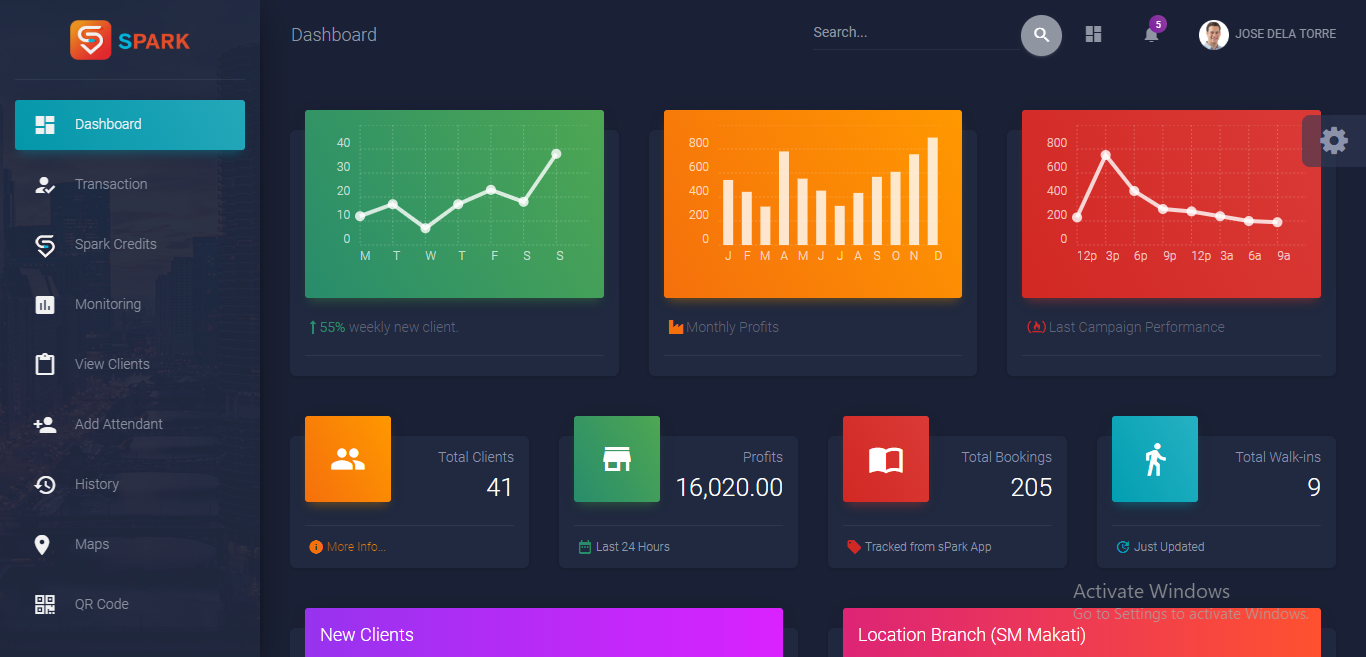 SPARK
Dashboard
Search...
5
JOSE DELA TORRE
Dashboard
Transaction
Spark Credits
Monitoring
View Clients
Add Attendant
History
Maps
QR Code
40
30
20
10
0
M T W T F S S
55% weekly new client.
800
600
400
200
0
J F M A M J J A S O N D
Monthly Profits
800
600
400
200
0
12p 3p 6p 9p 12p 3a 6a 9a
Last Campaign Performance
Total Clients
41
More Info...
Profits
16,020.00
Last 24 Hours
Total Bookings
205
Tracked from sPark App
Total Walk-ins
9
Just Updated
New Clients
Location Branch (SM Makati)
Activate Windows
Go to Settings to activate Windows.